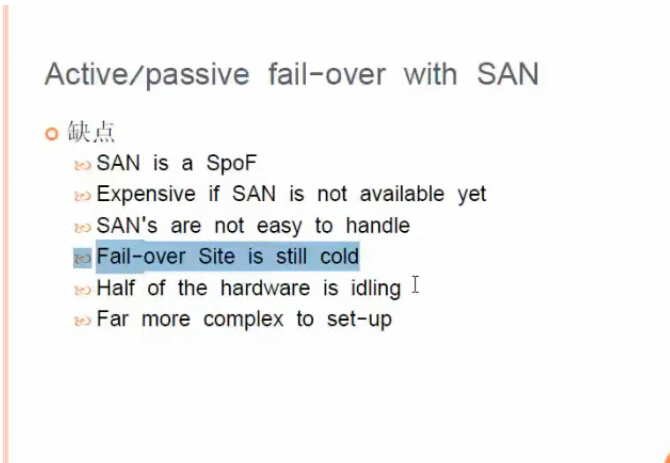 Active/passive fail-over with SAN
缺点
SAN is a SpoF
Expensive if SAN is not available yet
SAN's are not easy to handle
Fail-over Site is still cold
Half of the hardware is idling
Far more complex to set-up